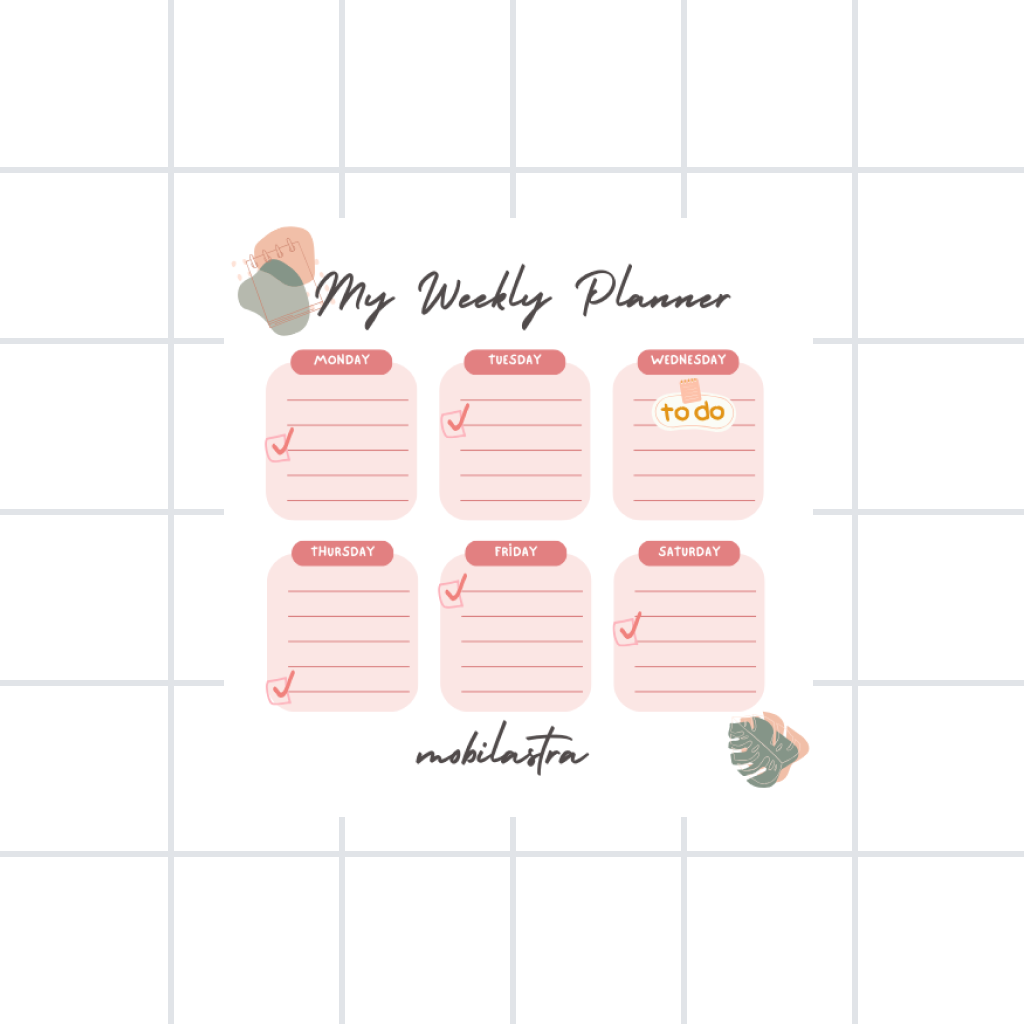 My Weekly Planner
MONDAY
TUESDAY
WEDNESDAY
to do
THURSDAY
FRİDAY
SATURDAY
mobilastra